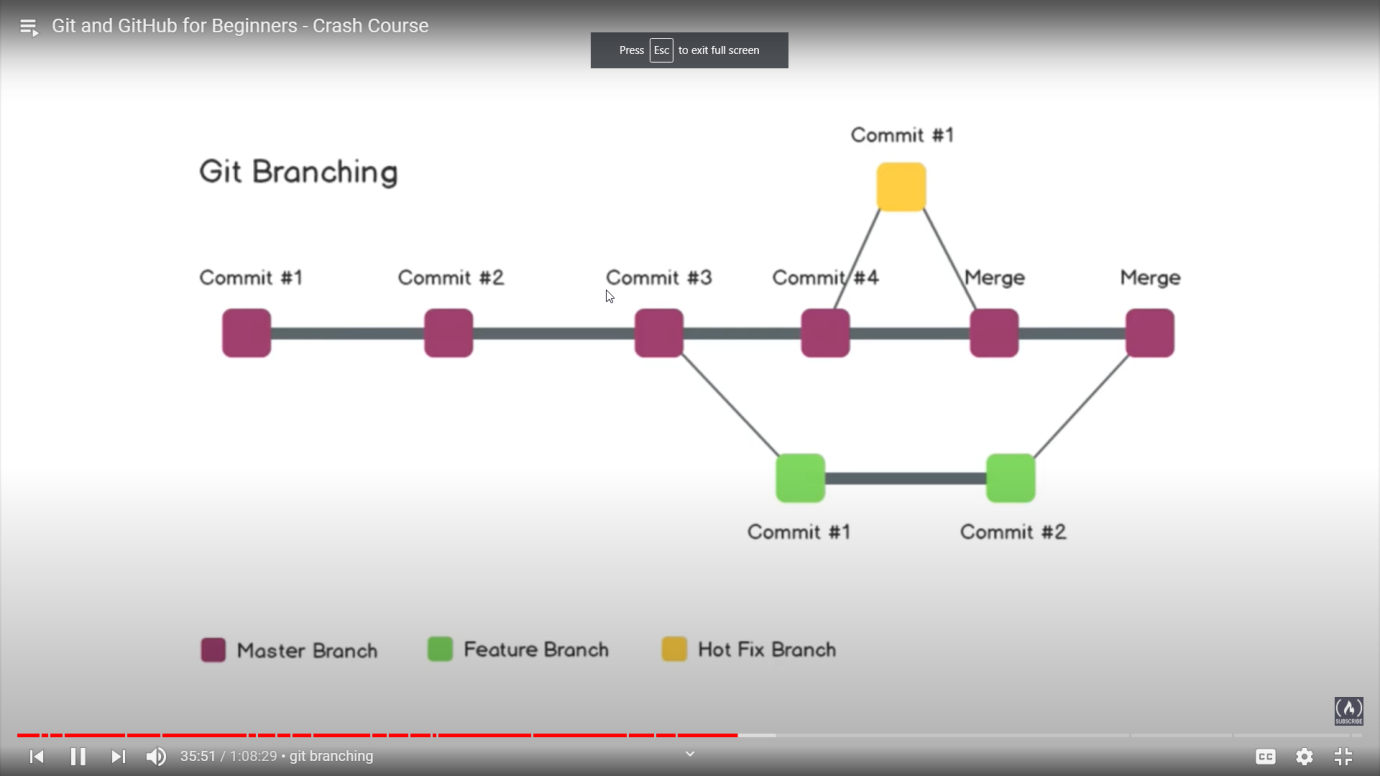 Git and GitHub for Beginners - Crash Course
Press Esc to exit full screen
Commit #1
Git Branching
Commit #1 Commit #2 Commit #3 Commit #4 Merge Merge
Commit #1 Commit #2
Master Branch Feature Branch Hot Fix Branch
SUBSCRIBE
35:51 / 1:08:29 • git branching
CC